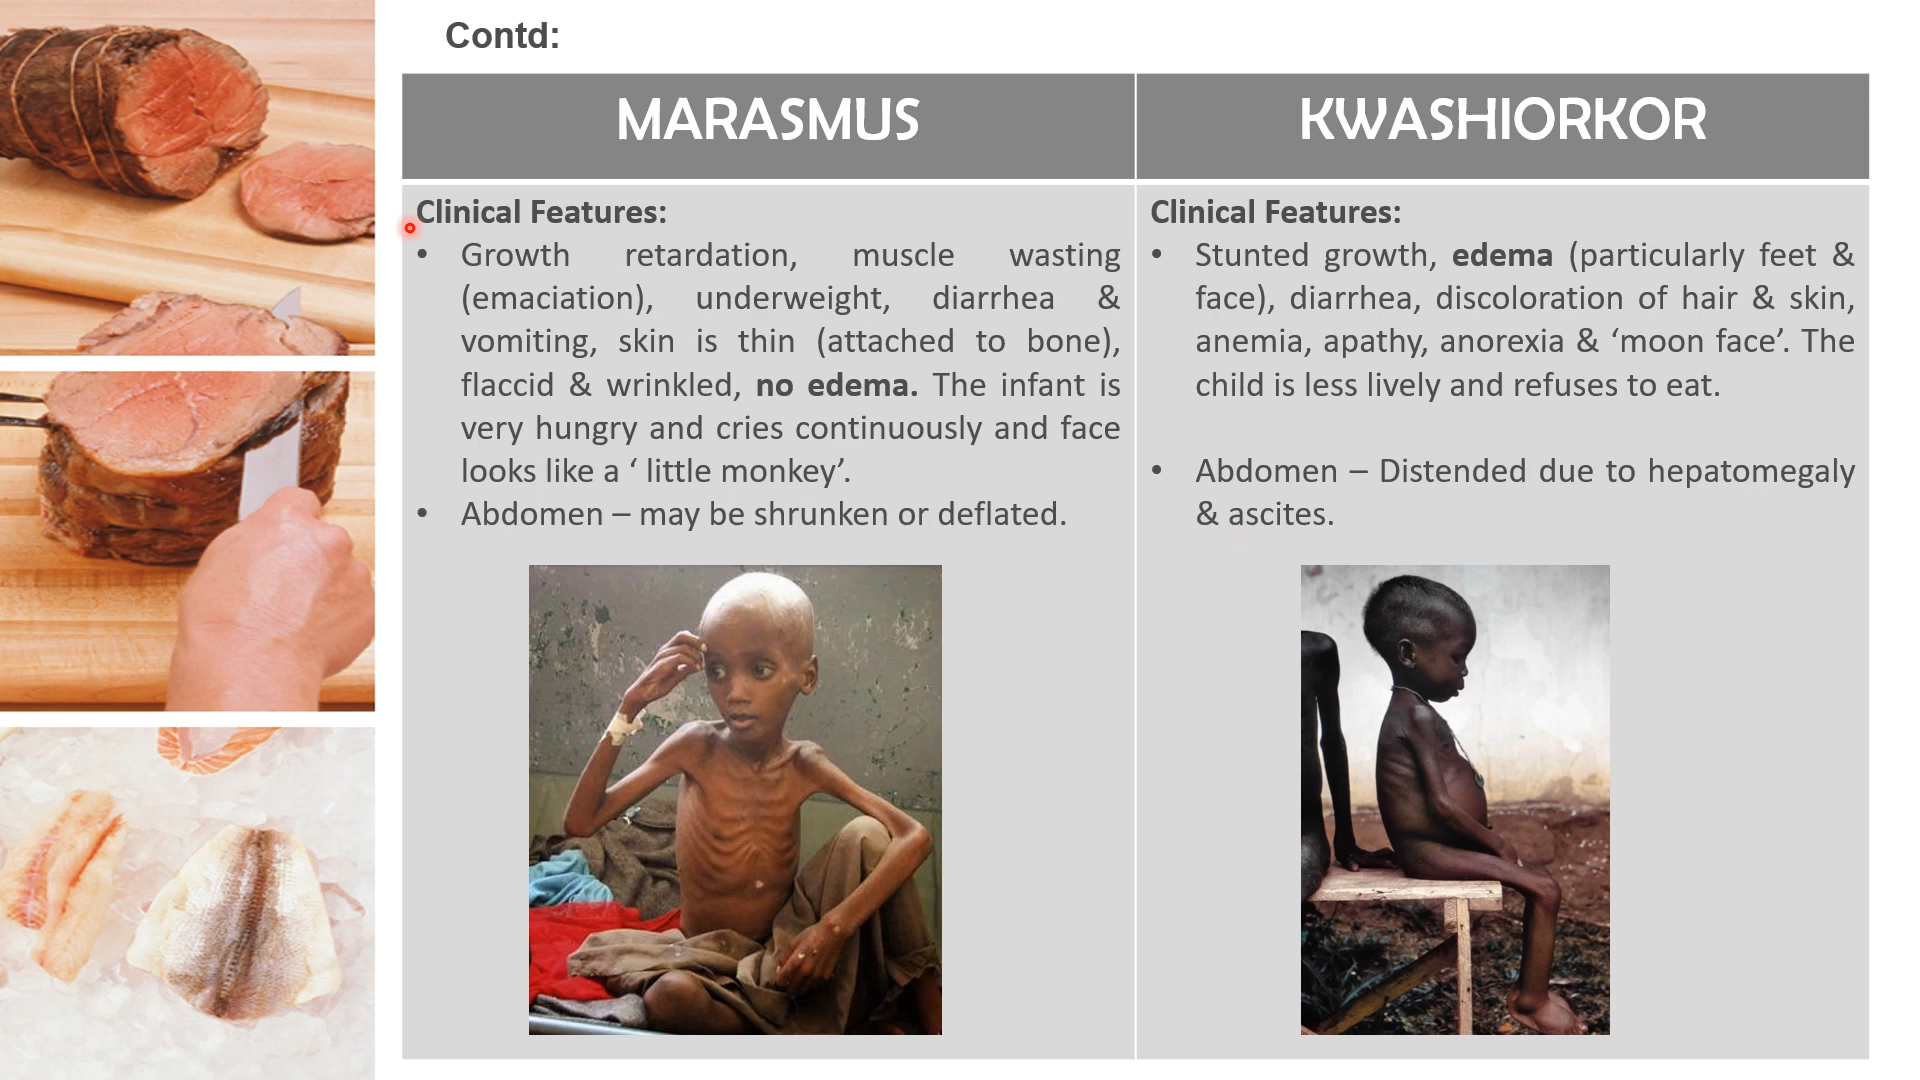 Contd:
MARASMUS
KWASHIORKOR
Clinical Features:
• Growth retardation, muscle wasting
(emaciation), underweight, diarrhea &
vomiting, skin is thin (attached to bone),
flaccid & wrinkled, no edema. The infant is
very hungry and cries continuously and face
looks like a ‘ little monkey’.
• Abdomen – may be shrunken or deflated.
Clinical Features:
• Stunted growth, edema (particularly feet &
face), diarrhea, discoloration of hair & skin,
anemia, apathy, anorexia & ‘moon face’. The
child is less lively and refuses to eat.
• Abdomen – Distended due to hepatomegaly
& ascites.